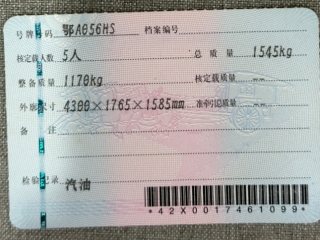 号牌号码 鄂A056HS 档案编号
核定载人数 5人 总质量 1545kg
整备质量 1170kg 核定载质量 --
外廓尺寸 4300×1765×1585mm 准牵引总质量 --
备注
检验记录 汽油
*42X0017461099*